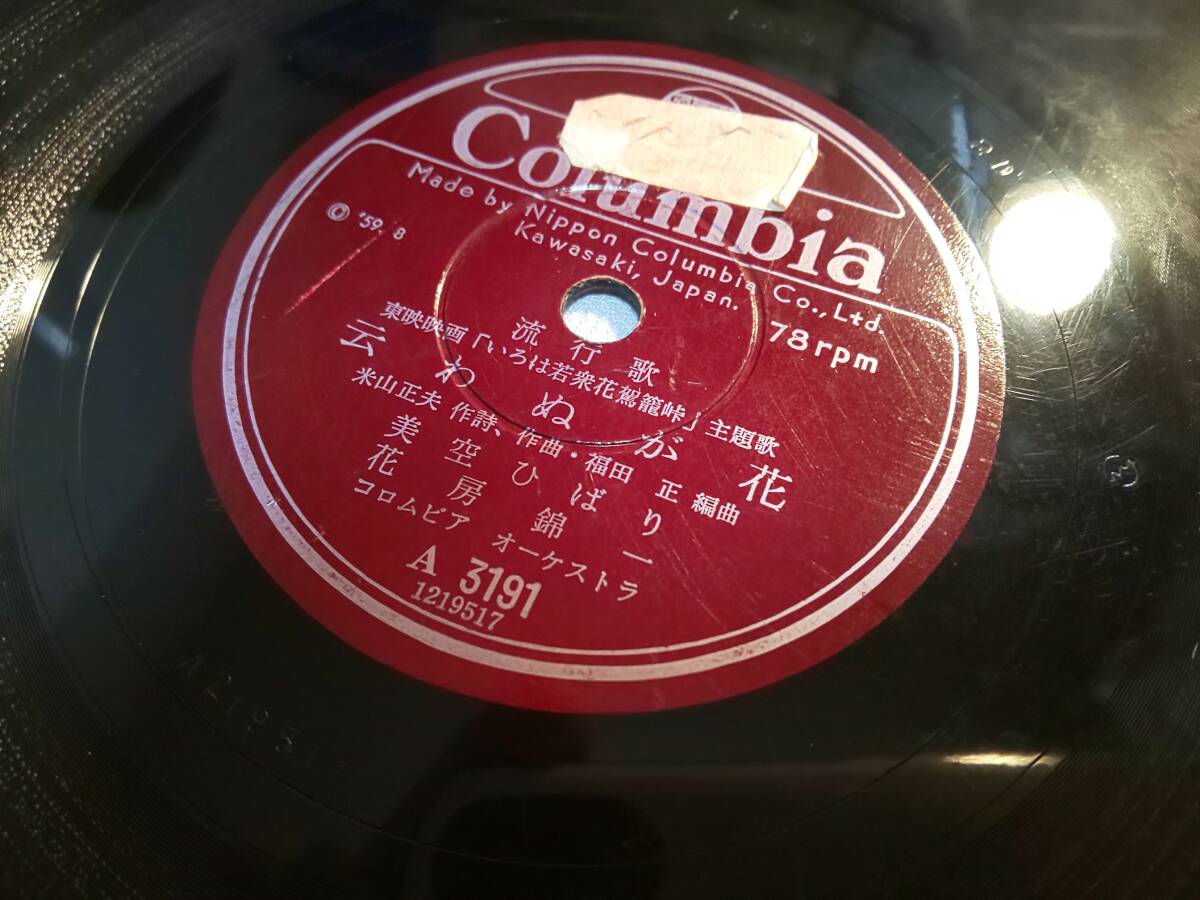 Columbia
Made by Nippon Columbia Co., Ltd.
Kawasaki, Japan.
78 rpm
© '59. 8
流行歌
東映映画「いろは若衆花駕籠峠」主題歌
云わぬが花
米山正夫 作詩、作曲・福田 正 編曲
美空ひばり
花房錦一
コロムビア オーケストラ
A 3191
1219517